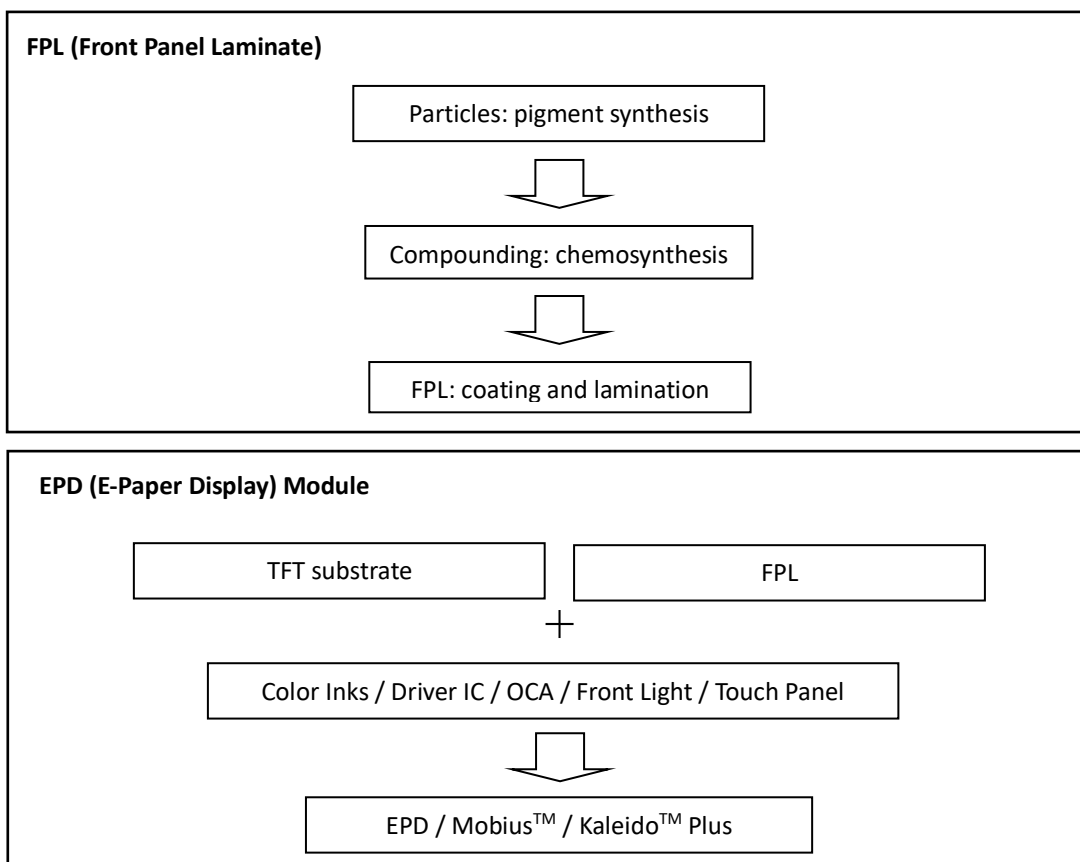 FPL (Front Panel Laminate)
Particles: pigment synthesis
Compounding: chemosynthesis
FPL: coating and lamination
EPD (E-Paper Display) Module
TFT substrate
FPL
+
Color Inks / Driver IC / OCA / Front Light / Touch Panel
EPD / Mobius™ / Kaleido™ Plus